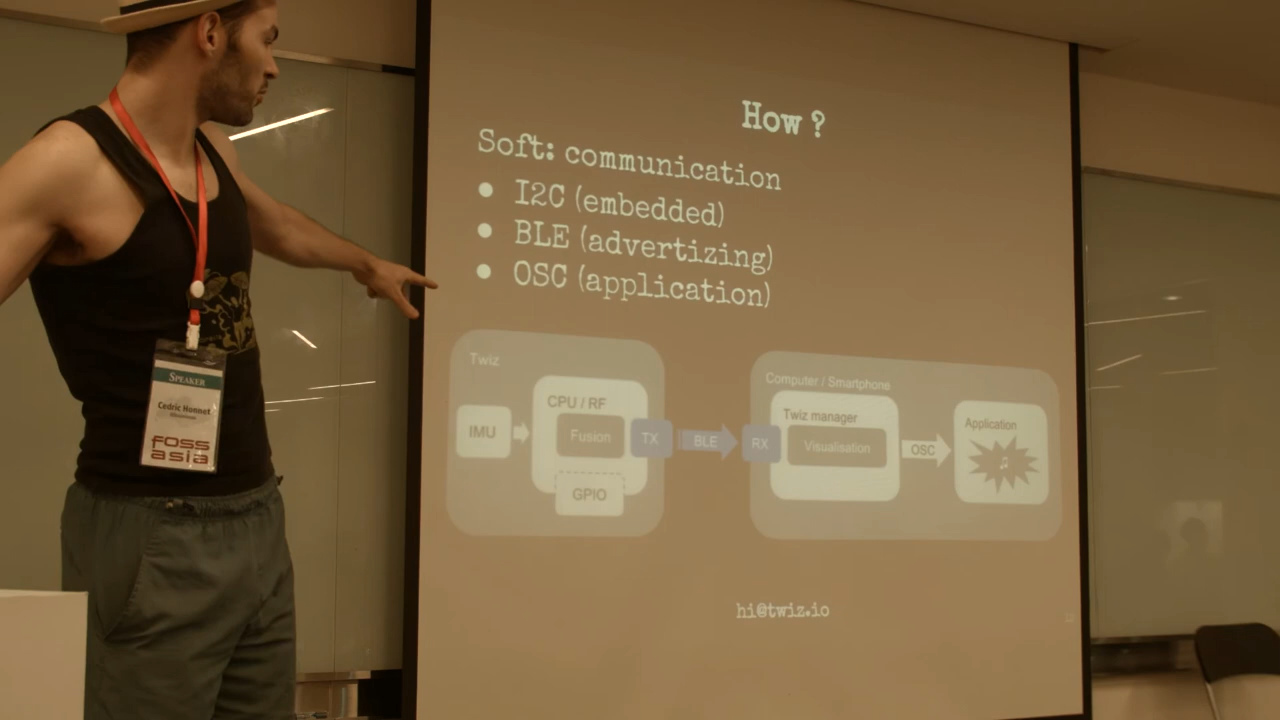 How ?
Soft: communication
● I2C (embedded)
● BLE (advertizing)
● OSC (application)
Twiz
IMU
CPU / RF
Fusion
GPIO
TX
BLE
Computer / Smartphone
RX
Twiz manager
Visualisation
OSC
Application
hi@twiz.io
SPEAKER
Cedric Honnet
FOSS
asia